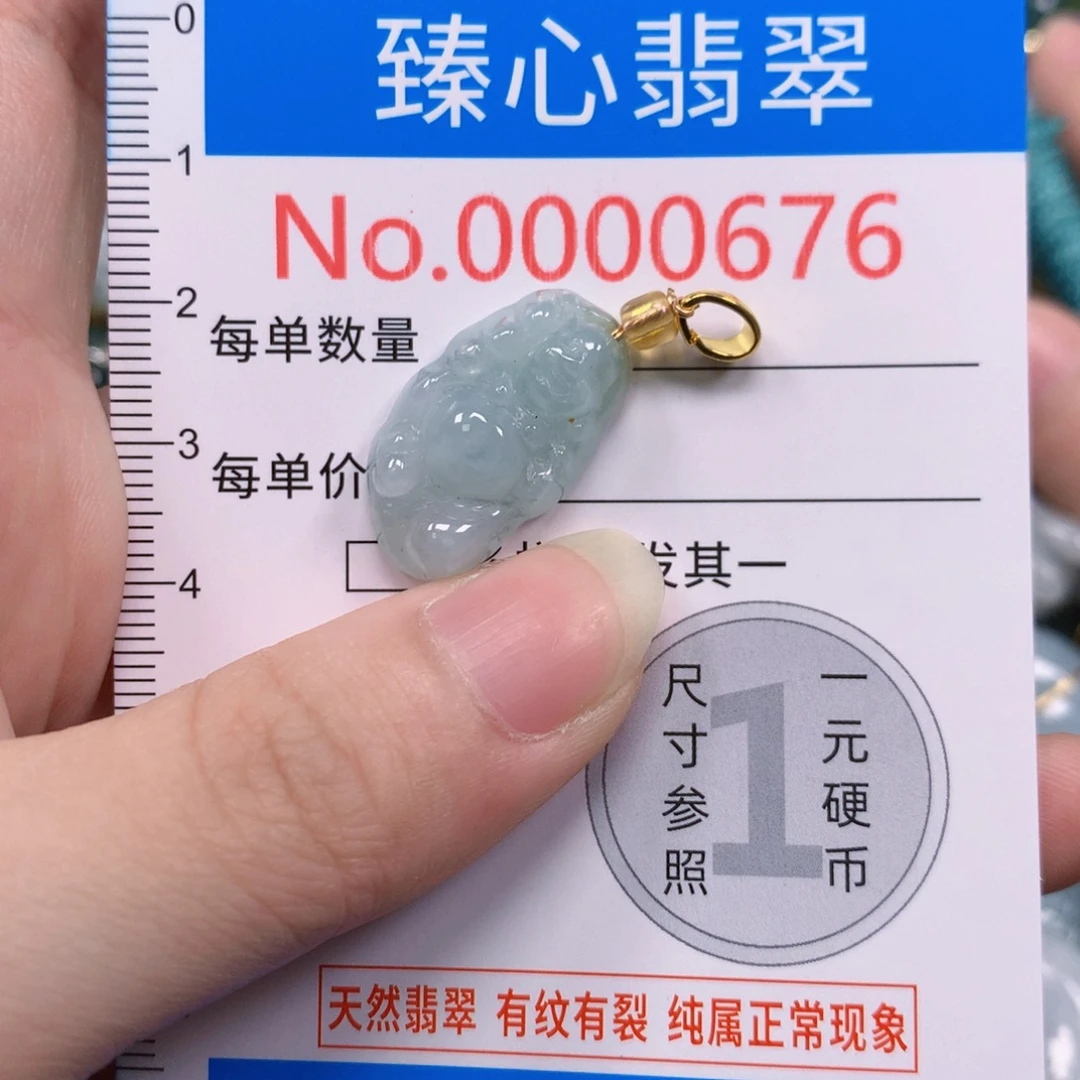 0
臻心翡翠
1
No.0000676
2
每单数量
3
每单价
4
发其一
尺寸参照
1
一元硬币
天然翡翠 有纹有裂 纯属正常现象